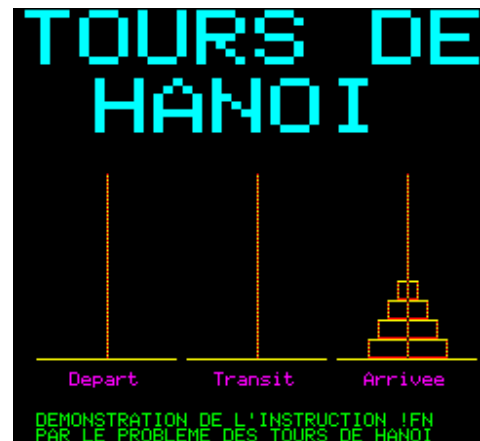 TOURS DE
HANOI
Depart Transit Arrivee
DEMONSTRATION DE L'INSTRUCTION !FN
PAR LE PROBLEME DES TOURS DE HANOI